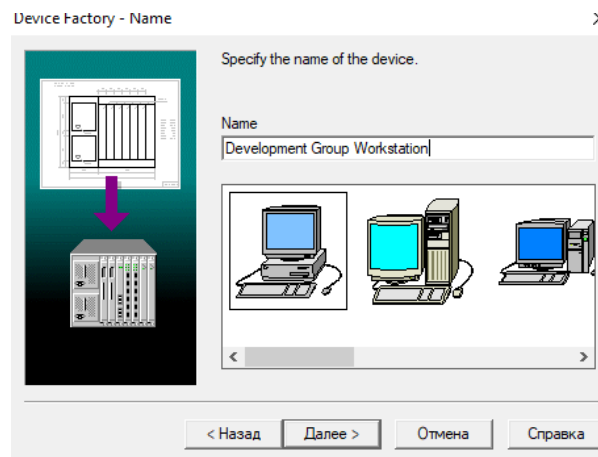 Device Factory - Name
Specify the name of the device.
Name
Development Group Workstation
< Назад
Далее >
Отмена
Справка